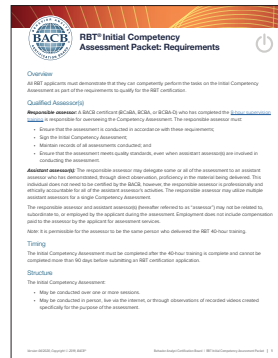 BACB
RBT® Initial Competency
Assessment Packet: Requirements
Overview
All RBT applicants must demonstrate that they can competently perform the tasks on the Initial Competency
Assessment as part of the requirements to qualify for the RBT certification.
Qualified Assessor(s)
Responsible assessor: A BACB certificant (BCaBA, BCBA, or BCBA-D) who has completed the 8-hour supervision
training is responsible for overseeing the Competency Assessment. The responsible assessor must:
• Ensure that the assessment is conducted in accordance with these requirements;
• Sign the Initial Competency Assessment;
• Maintain records of all assessments conducted; and
• Ensure that the assessment meets quality standards, even when assistant assessor(s) are involved in
conducting the assessment.
Assistant assessor(s): The responsible assessor may delegate some or all of the assessment to an assistant
assessor who has demonstrated, through direct observation, proficiency in the material being delivered. This
individual does not need to be certified by the BACB; however, the responsible assessor is professionally and
ethically accountable for all of the assistant assessor's activities. The responsible assessor may utilize multiple
assistant assessors for a single Competency Assessment.
The responsible assessor and assistant assessor(s) (hereafter referred to as "assessor") may not be related to,
subordinate to, or employed by the applicant during the assessment. Employment does not include compensation
paid to the assessor by the applicant for assessment services.
Note: It is permissible for the assessor to be the same person who delivered the RBT 40-hour training.
Timing
The Initial Competency Assessment must be completed after the 40-hour training is complete and cannot be
completed more than 90 days before submitting an RBT certification application.
Structure
The Initial Competency Assessment:
• May be conducted over one or more sessions.
• May be conducted in person, live via the internet, or through observations of recorded videos created
specifically for the purpose of the assessment.